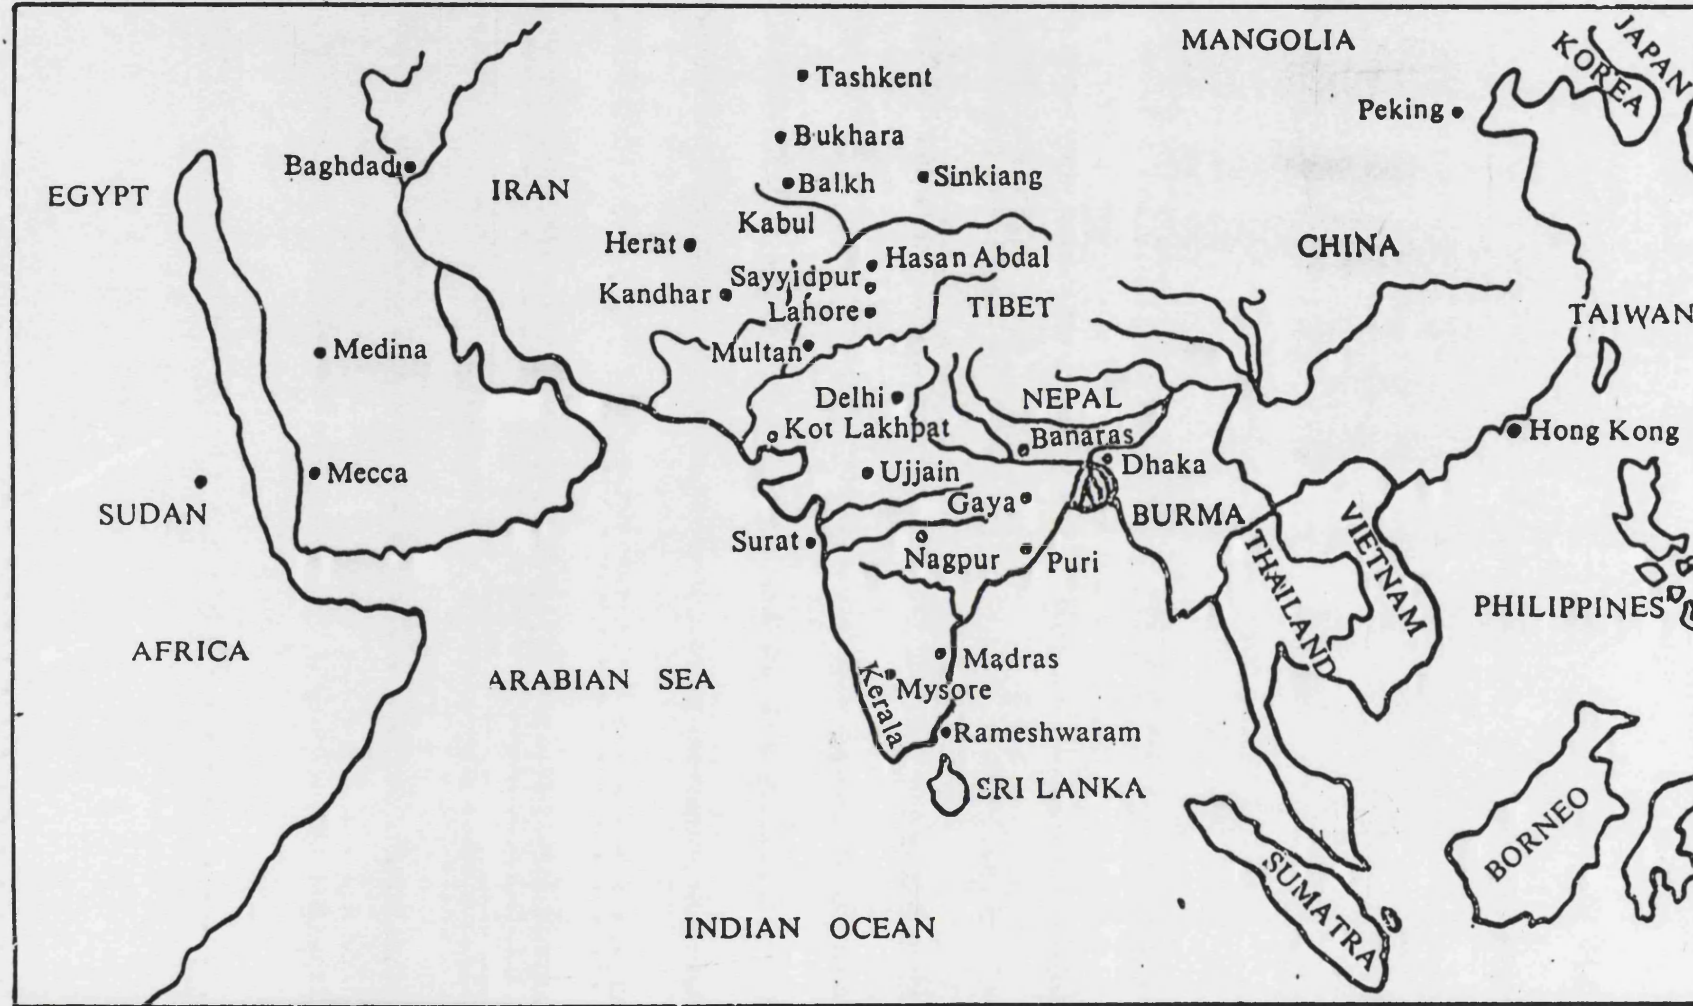 MANGOLIA
JAPAN
KOREA
Tashkent
Peking
Bukhara
Baghdad
EGYPT
IRAN
Balkh
Sinkiang
Kabul
Herat
CHINA
Hasan Abdal
Sayyidpur
Kandhar
Lahore
TIBET
TAIWAN
Medina
Multan
Delhi
NEPAL
Kot Lakhpat
Banaras
Hong Kong
Mecca
Ujjain
Dhaka
SUDAN
Gaya
BURMA
VIETNAM
Surat
Nagpur
Puri
THAILAND
PHILIPPINES
AFRICA
ARABIAN SEA
Madras
Kerala
Mysore
Rameshwaram
SRI LANKA
BORNEO
SUMATRA
INDIAN OCEAN